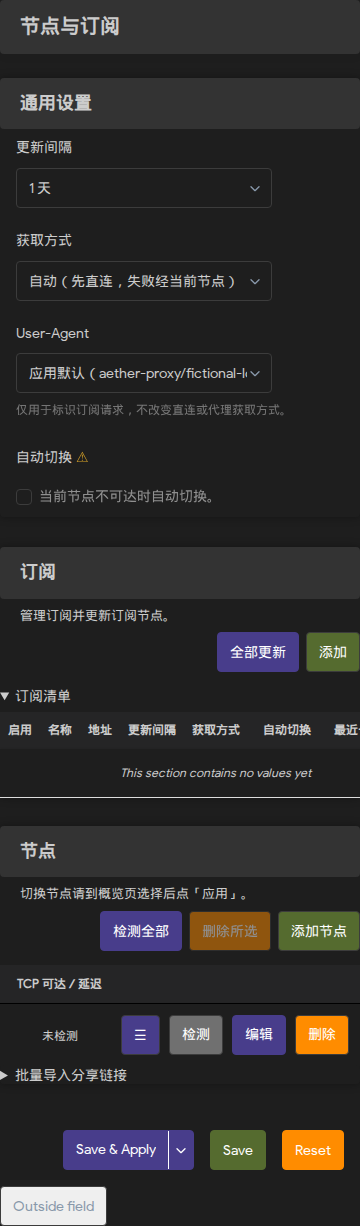 节点与订阅
通用设置
更新间隔
1 天
获取方式
自动（先直连，失败经当前节点）
User-Agent
应用默认（aether-proxy/fictional-l
仅用于标识订阅请求，不改变直连或代理获取方式。
自动切换 ⚠
当前节点不可达时自动切换。
订阅
管理订阅并更新订阅节点。
全部更新 添加
▼ 订阅清单
启用 名称 地址 更新间隔 获取方式 自动切换 最近
This section contains no values yet
节点
切换节点请到概览页选择后点「应用」。
检测全部 删除所选 添加节点
TCP 可达 / 延迟
未检测 ☰ 检测 编辑 删除
▶ 批量导入分享链接
Save & Apply Save Reset
Outside field